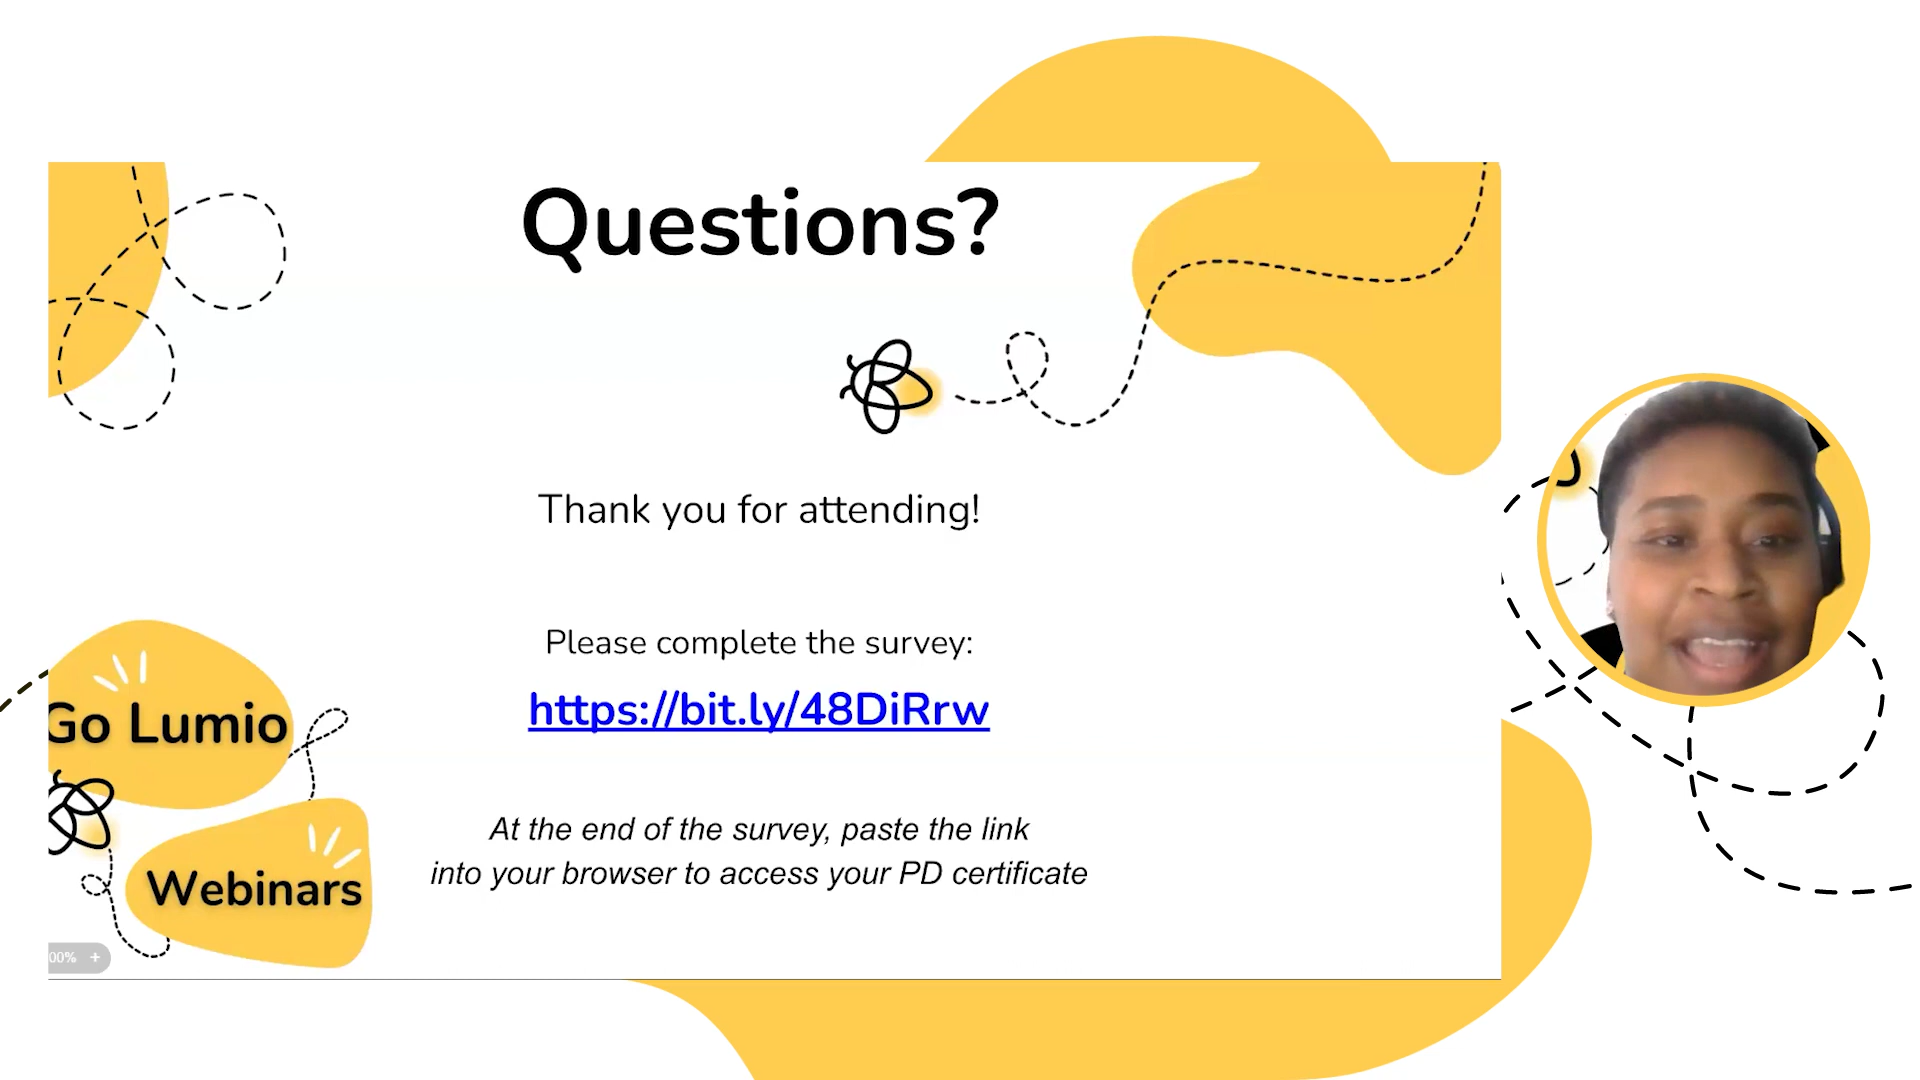 Questions?
Thank you for attending!
Please complete the survey:
https://bit.ly/48DiRrw
At the end of the survey, paste the link
into your browser to access your PD certificate
Go Lumio
Webinars
00% +